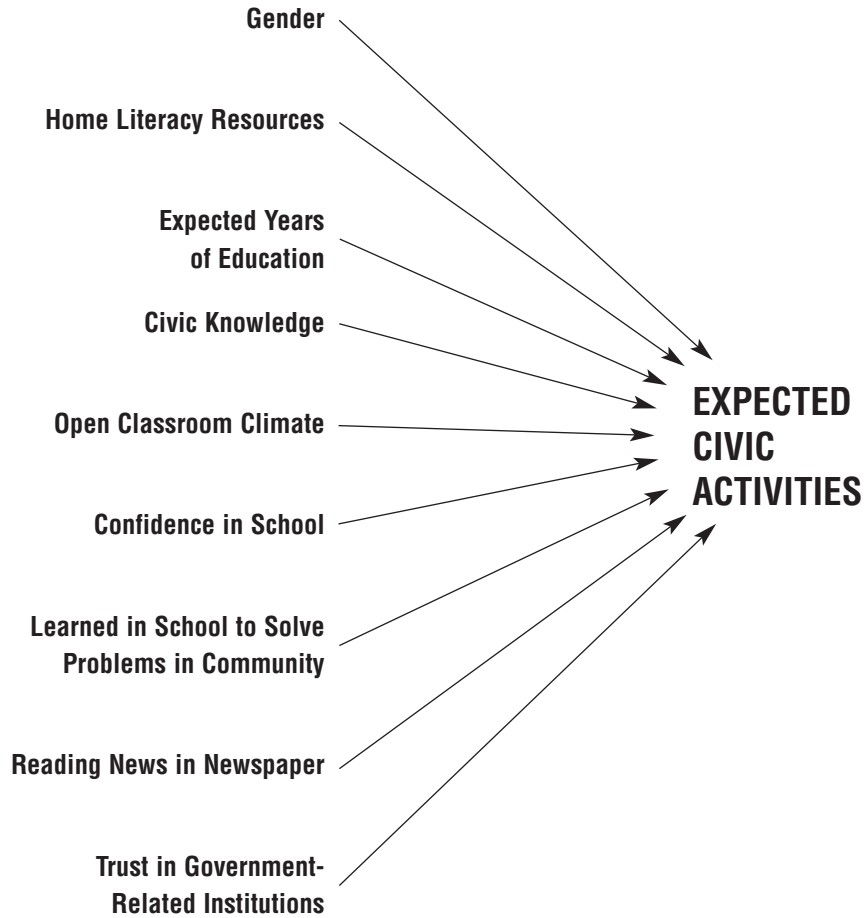 Gender
Home Literacy Resources
Expected Years
of Education
Civic Knowledge
Open Classroom Climate
Confidence in School
Learned in School to Solve
Problems in Community
Reading News in Newspaper
Trust in Government-
Related Institutions
EXPECTED
CIVIC
ACTIVITIES